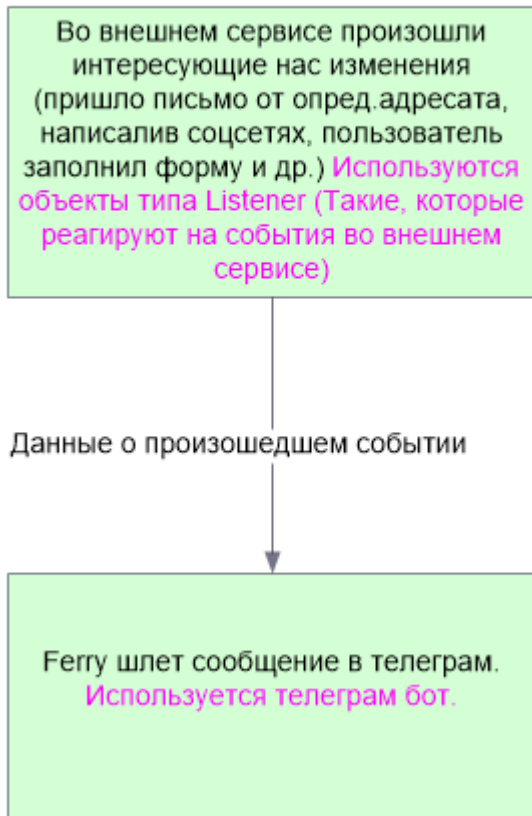 Во внешнем сервисе произошли
интересующие нас изменения
(пришло письмо от опред.адресата,
написалив соцсетях, пользователь
заполнил форму и др.) Используются
объекты типа Listener (Такие, которые
реагируют на события во внешнем
сервисе)
Данные о произошедшем событии
Ferry шлет сообщение в телеграм.
Используется телеграм бот.